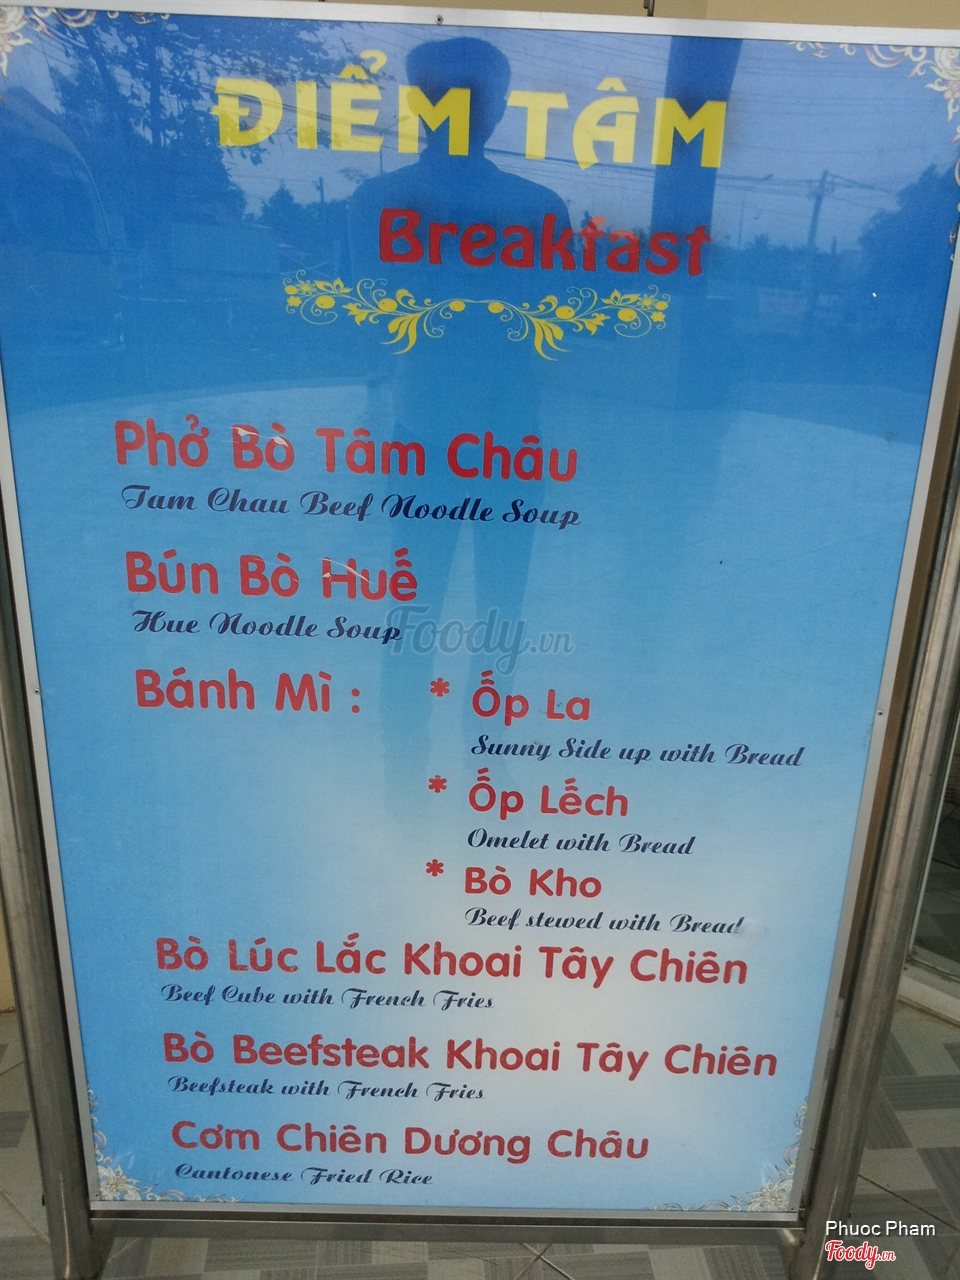 ĐIỂM TÂM
Breakfast
Phở Bò Tâm Châu
Tam Chau Beef Noodle Soup
Bún Bò Huế
Hue Noodle Soup
Foody.vn
Bánh Mì : * Ốp La
Sunny Side up with Bread
* Ốp Lếch
Omelet with Bread
* Bò Kho
Beef stewed with Bread
Bò Lúc Lắc Khoai Tây Chiên
Beef Cube with French Fries
Bò Beefsteak Khoai Tây Chiên
Beefsteak with French Fries
Cơm Chiên Dương Châu
Cantonese Fried Rice
Phuoc Pham
Foody.vn